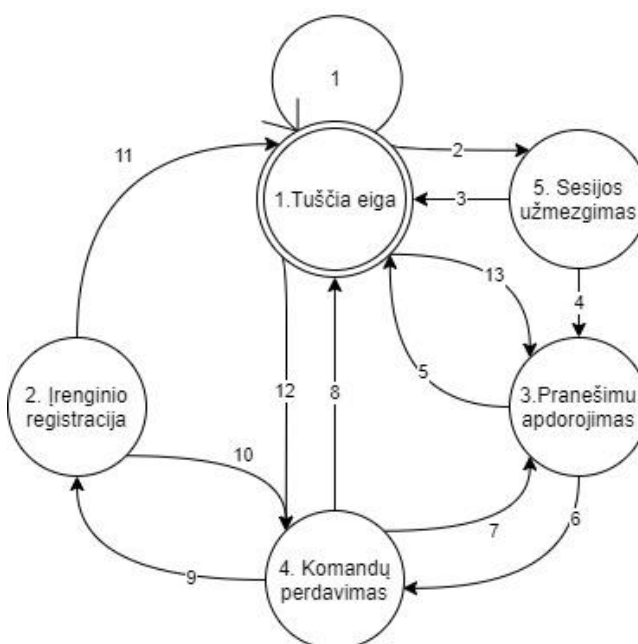 1
11
2
1.Tuščia eiga
5. Sesijos
užmezgimas
3
13
4
12
8
5
2. Įrenginio
registracija
3.Pranešimu
apdorojimas
10
7
6
9
4. Komandų
perdavimas